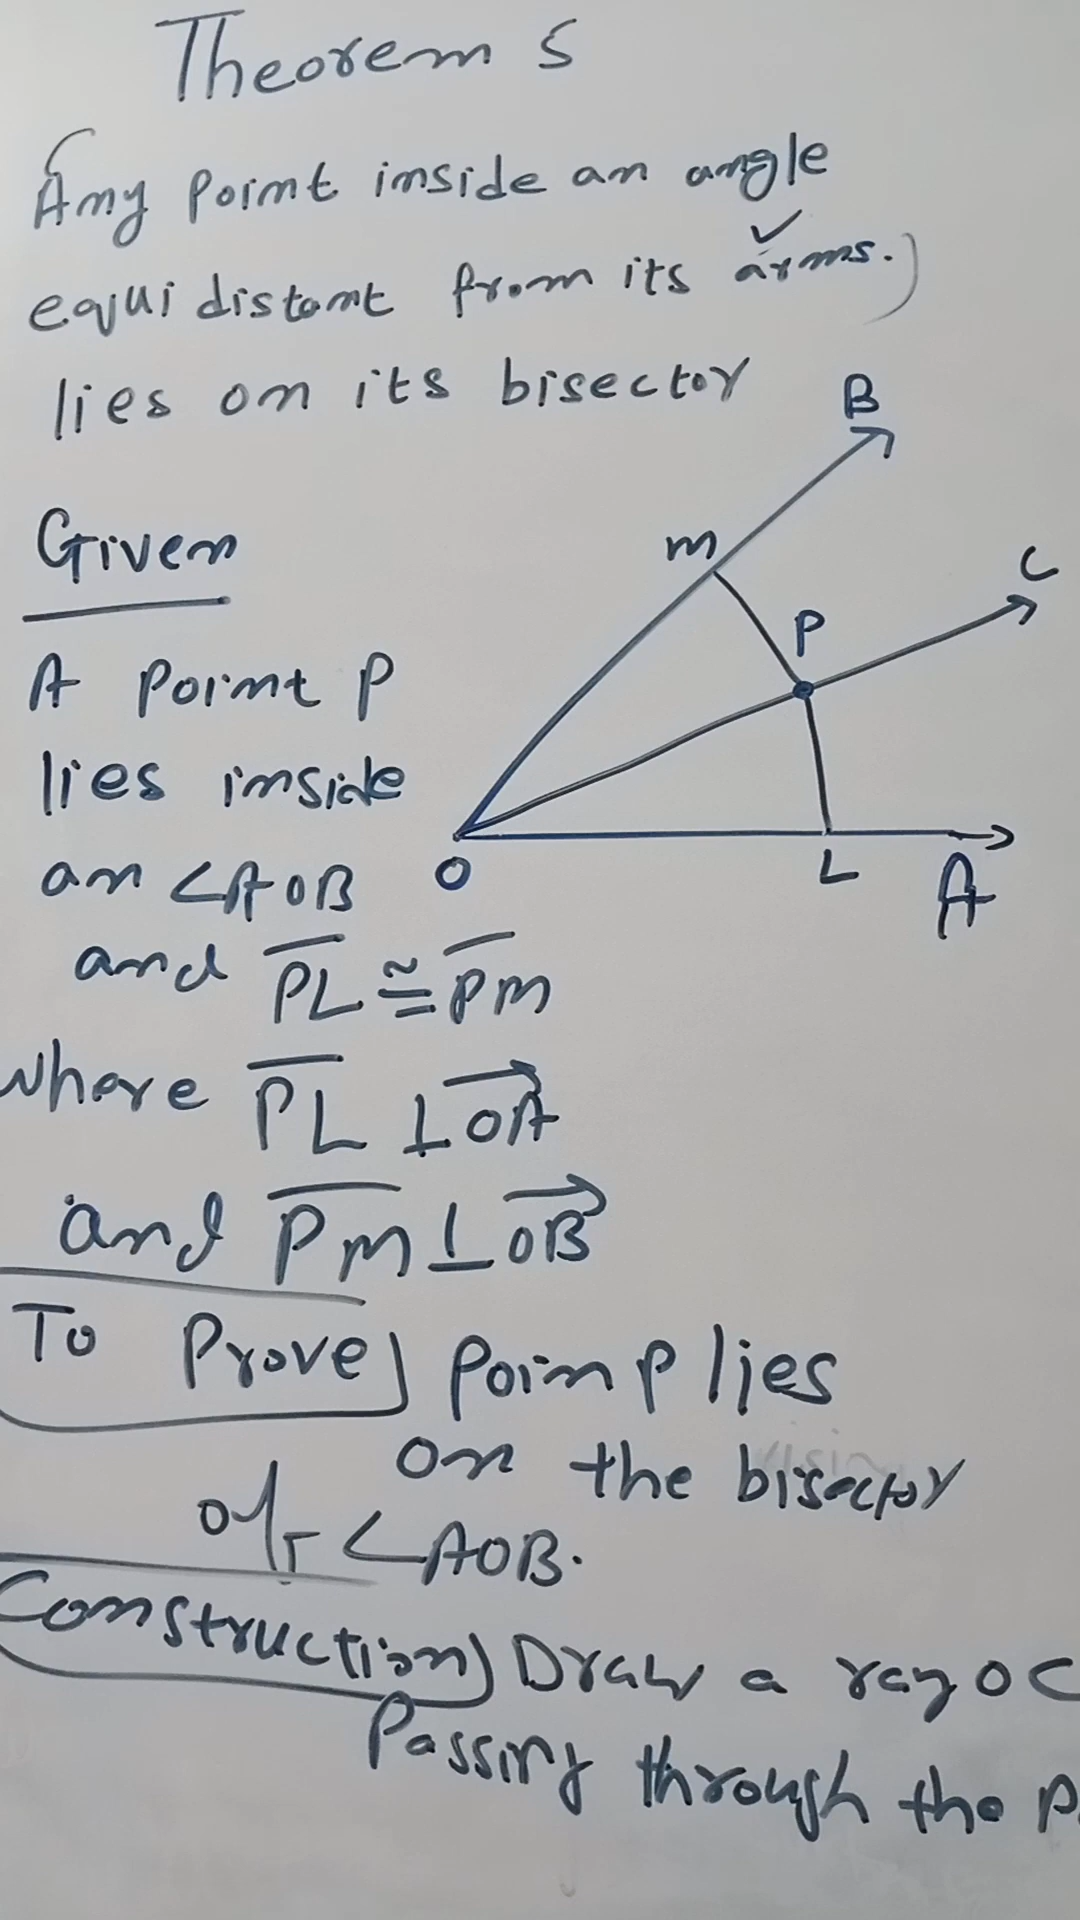 Theorem 5
Any point inside an angle
equidistant from its arms.)
lies on its bisector
B
Given
M
C
P
A point P
lies inside
an <AOB
O
L
A
and PL ≅ PM
where PL ⊥ OA
and PM ⊥ OB
To Prove) Poin P lies
on the bisector
of <AOB.
Construction) Draw a ray OC
Passing through the P